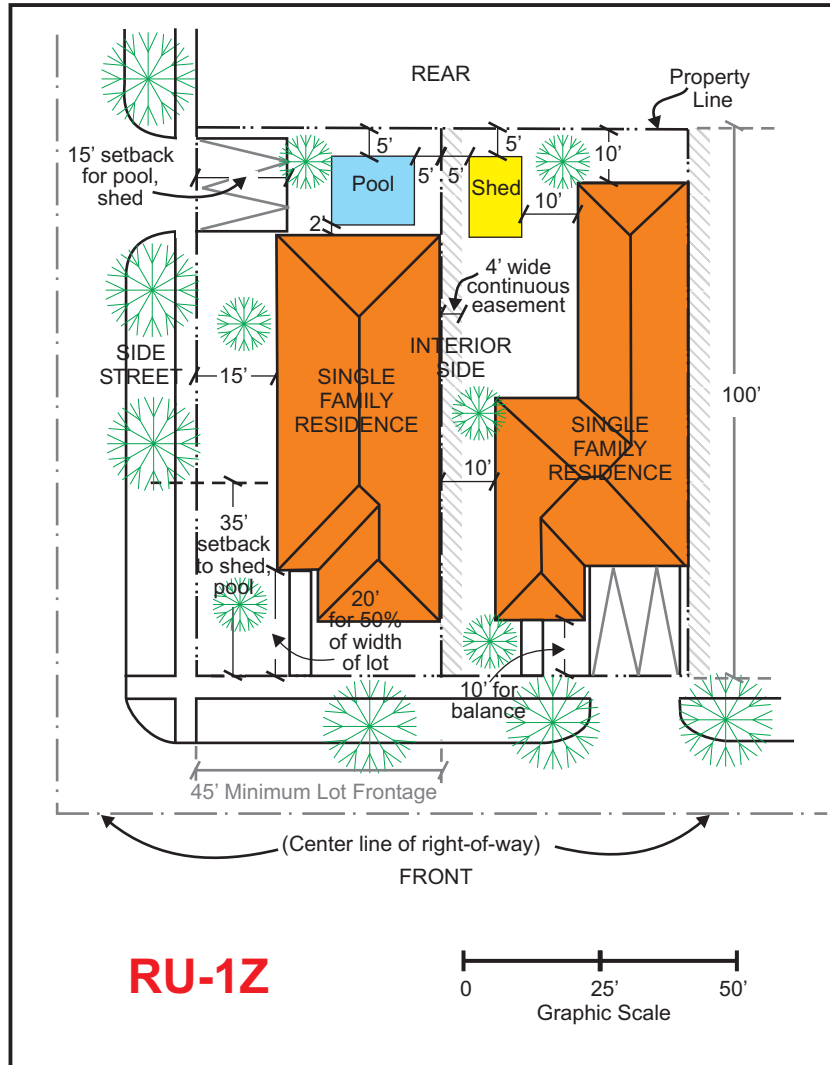 REAR
Property
Line
15’ setback
for pool,
shed
5’
5’
10’
Pool
5’
5’
Shed
10’
2’
4’ wide
continuous
easement
SIDE
STREET
INTERIOR
SIDE
15’
SINGLE
FAMILY
RESIDENCE
100’
SINGLE
FAMILY
RESIDENCE
10’
35’
setback
to shed,
pool
20’
for 50%
of width
of lot
10’ for
balance
45’ Minimum Lot Frontage
(Center line of right-of-way)
FRONT
RU-1Z
0
25’
50’
Graphic Scale